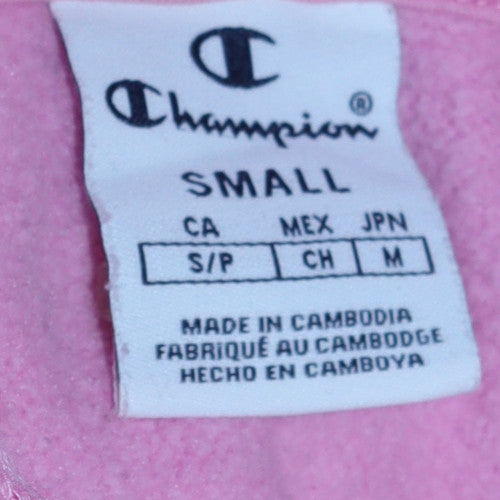 C
Champion®
SMALL
CA MEX JPN
S/P CH M
MADE IN CAMBODIA
FABRIQUÉ AU CAMBODGE
HECHO EN CAMBOYA